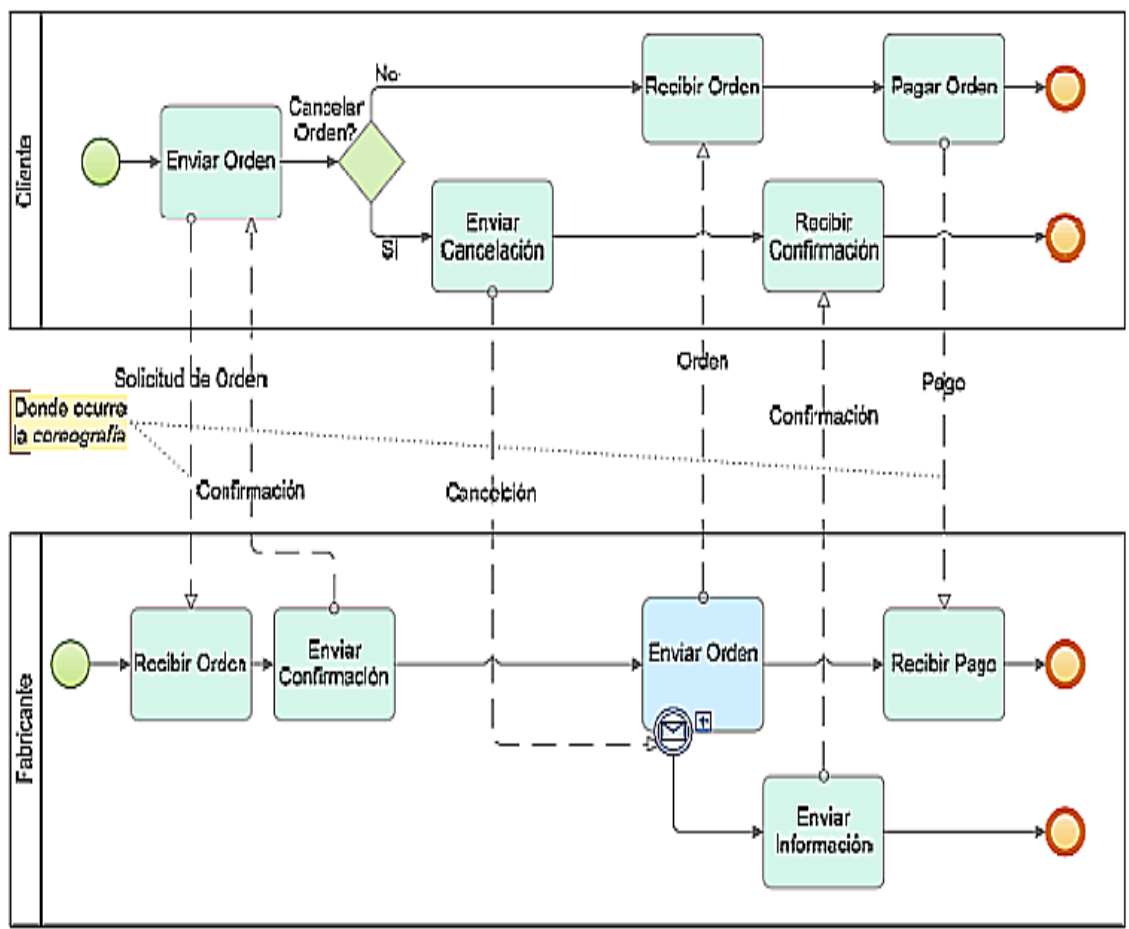 Cliente
No
Cancelar
Orden?
Enviar Orden
SI
Enviar
Cancelación
Recibir Orden
Pagar Orden
Recibir
Confirmación
Solicitud de Orden
Orden
Pago
Confirmación
Donde ocurre
la coreografía
Confirmación
Cancelción
Fabricante
Recibir Orden
Enviar
Confirmación
Enviar Orden
Recibir Pago
Enviar
Información